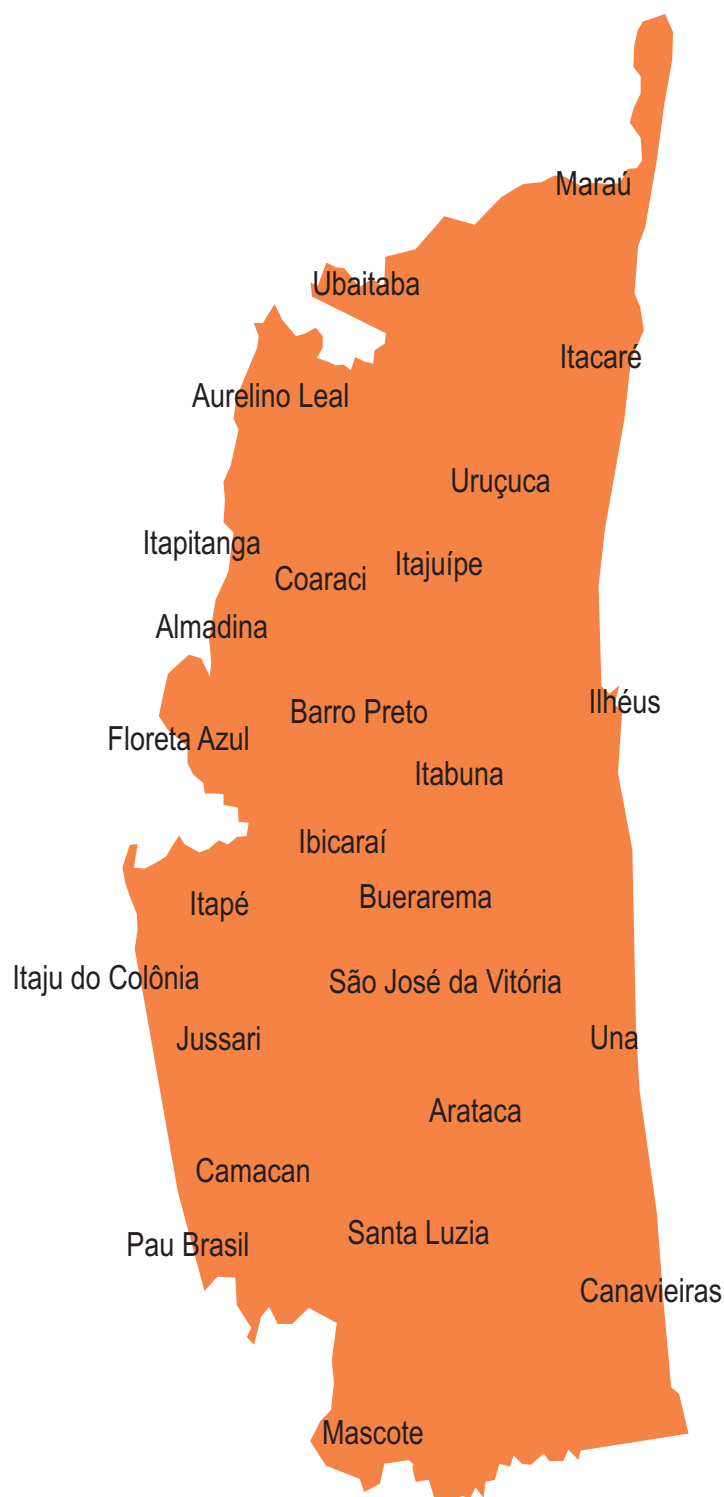 Maraú
Ubaitaba
Itacaré
Aurelino Leal
Uruçuca
Itapitanga
Itajuípe
Coaraci
Almadina
Ilhéus
Barro Preto
Floreta Azul
Itabuna
Ibicaraí
Buerarema
Itapé
Itaju do Colônia
São José da Vitória
Jussari
Una
Arataca
Camacan
Santa Luzia
Pau Brasil
Canavieiras
Mascote